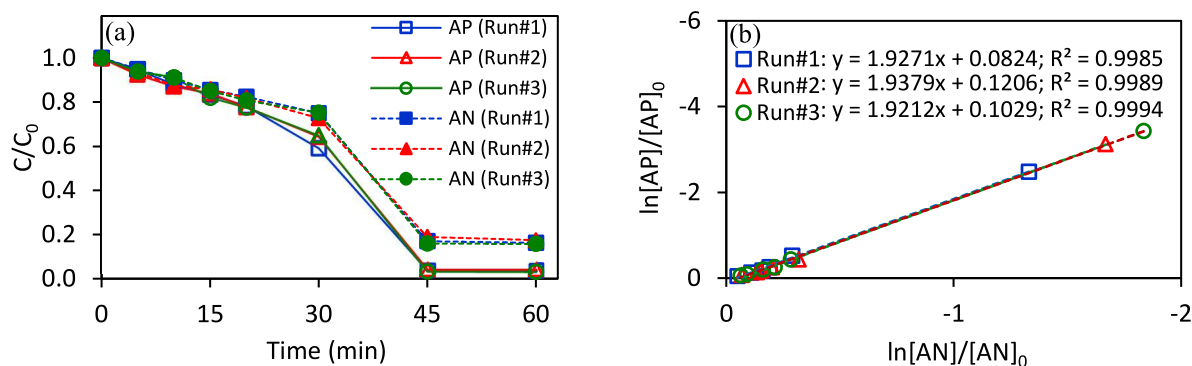 (a)
AP (Run#1)
AP (Run#2)
AP (Run#3)
AN (Run#1)
AN (Run#2)
AN (Run#3)
1.0
0.8
0.6
0.4
0.2
0.0
C/C₀
0 15 30 45 60
Time (min)
(b)
Run#1: y = 1.9271x + 0.0824; R² = 0.9985
Run#2: y = 1.9379x + 0.1206; R² = 0.9989
Run#3: y = 1.9212x + 0.1029; R² = 0.9994
-6
-4
-2
0
ln[AP]/[AP]₀
0 -1 -2
ln[AN]/[AN]₀